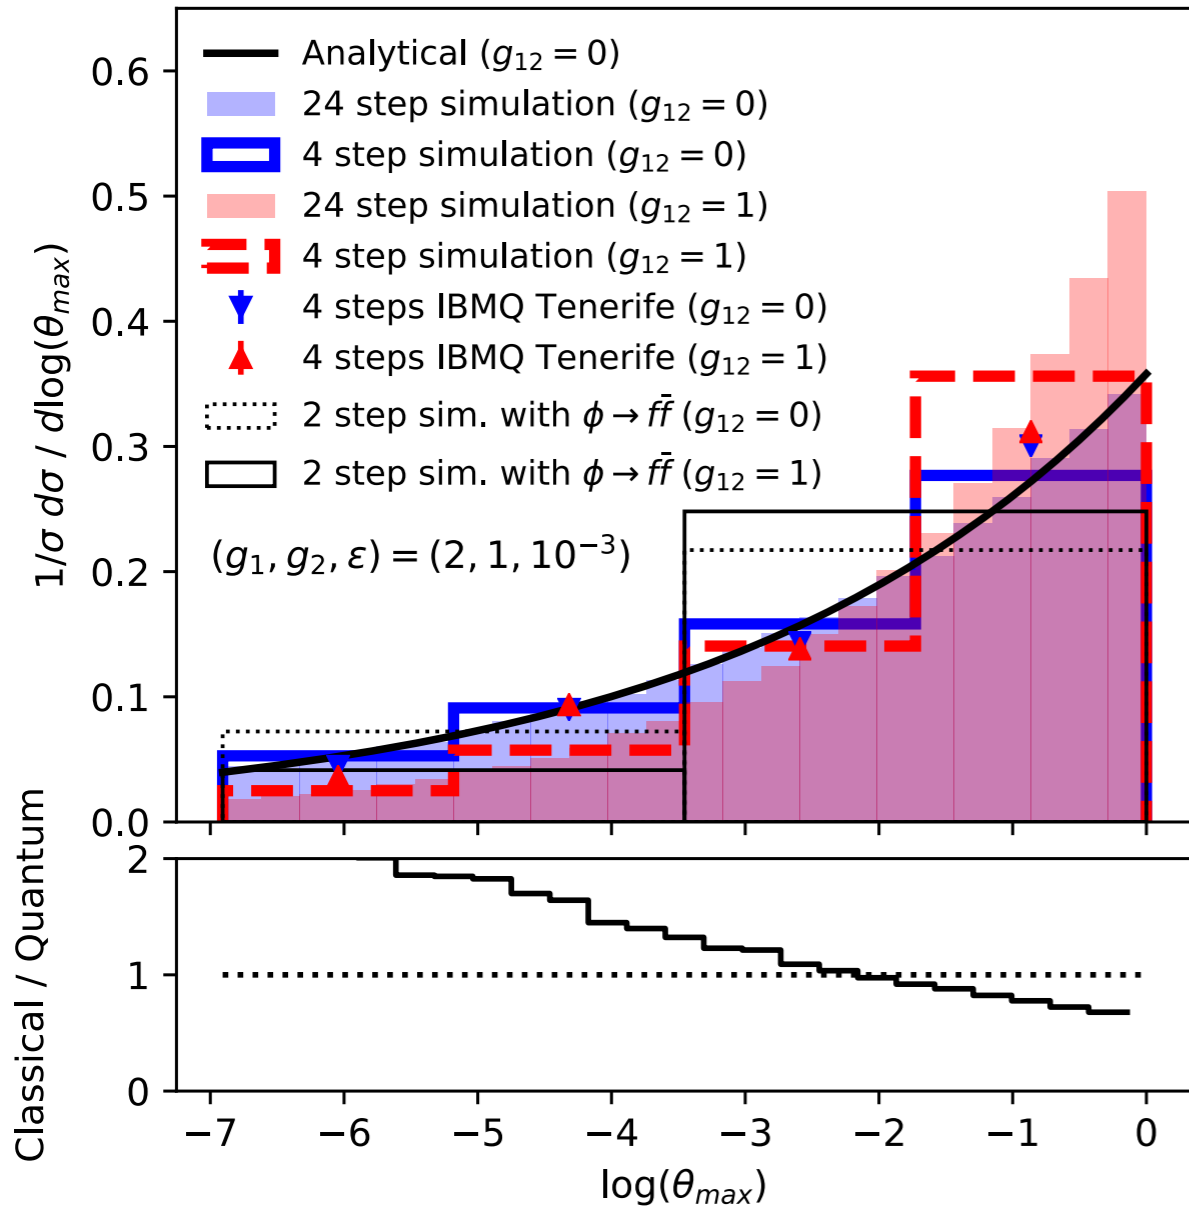 Analytical (g₁₂ = 0)
24 step simulation (g₁₂ = 0)
4 step simulation (g₁₂ = 0)
24 step simulation (g₁₂ = 1)
4 step simulation (g₁₂ = 1)
4 steps IBMQ Tenerife (g₁₂ = 0)
4 steps IBMQ Tenerife (g₁₂ = 1)
2 step sim. with ϕ → ff̄ (g₁₂ = 0)
2 step sim. with ϕ → ff̄ (g₁₂ = 1)
(g₁, g₂, ε) = (2, 1, 10⁻³)
1/σ dσ / dlog(θₘₐₓ)
0.6
0.5
0.4
0.3
0.2
0.1
0.0
Classical / Quantum
2
1
0
−7 −6 −5 −4 −3 −2 −1 0
log(θₘₐₓ)